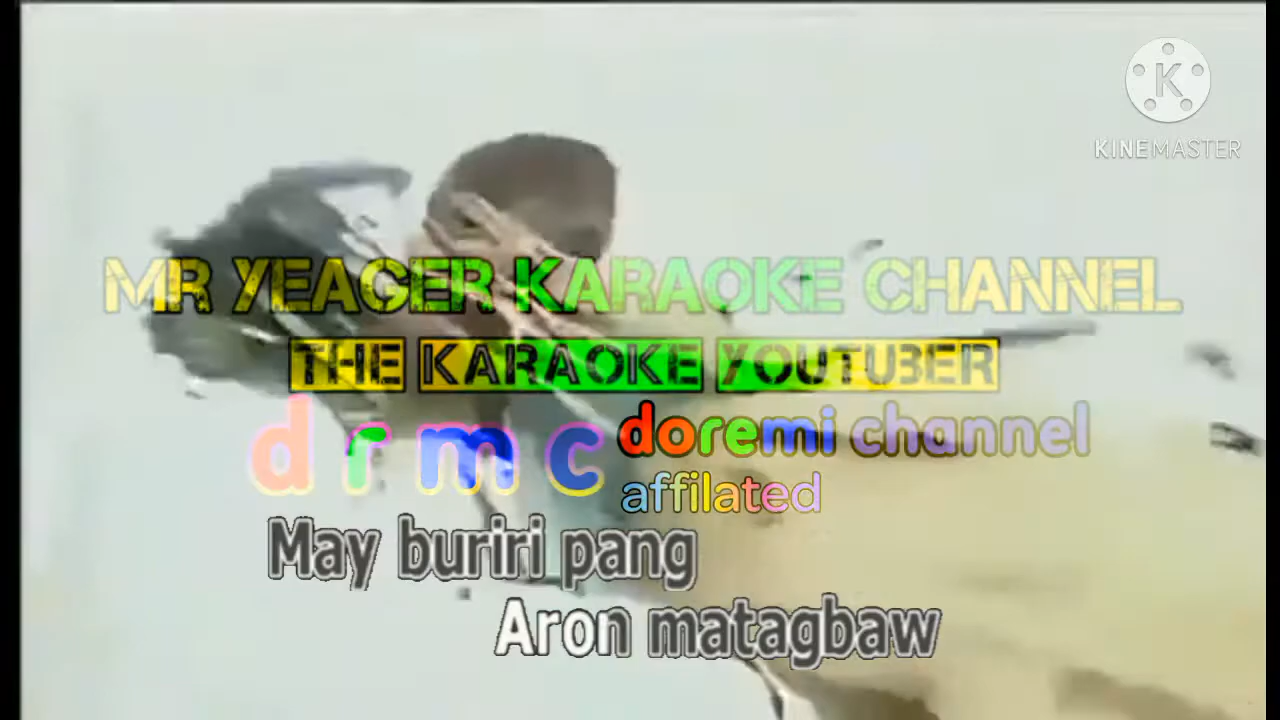 KINEMASTER
MR YEAGER KARAOKE CHANNEL
THE KARAOKE YOUTUBER
d r m c doremi channel
affilated
May buriri pang
Aron matagbaw